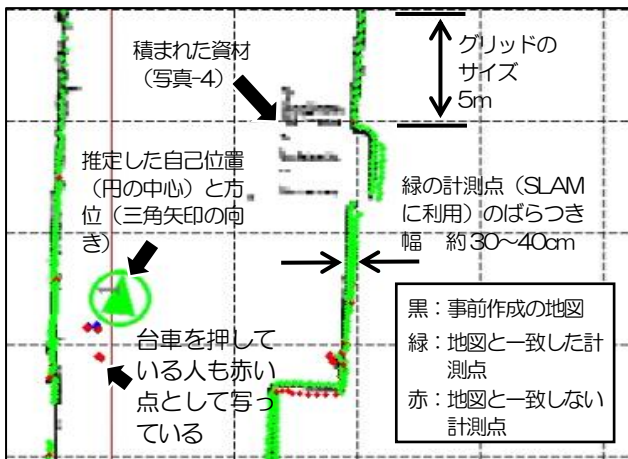 積まれた資材
（写真-4）
グリッドの
サイズ
5m
推定した自己位置
（円の中心）と方
位（三角矢印の向
き）
緑の計測点（SLAM
に利用）のばらつき
幅　約30～40cm
台車を押して
いる人も赤い
点として写っ
ている
黒：事前作成の地図
緑：地図と一致した計
測点
赤：地図と一致しない
計測点